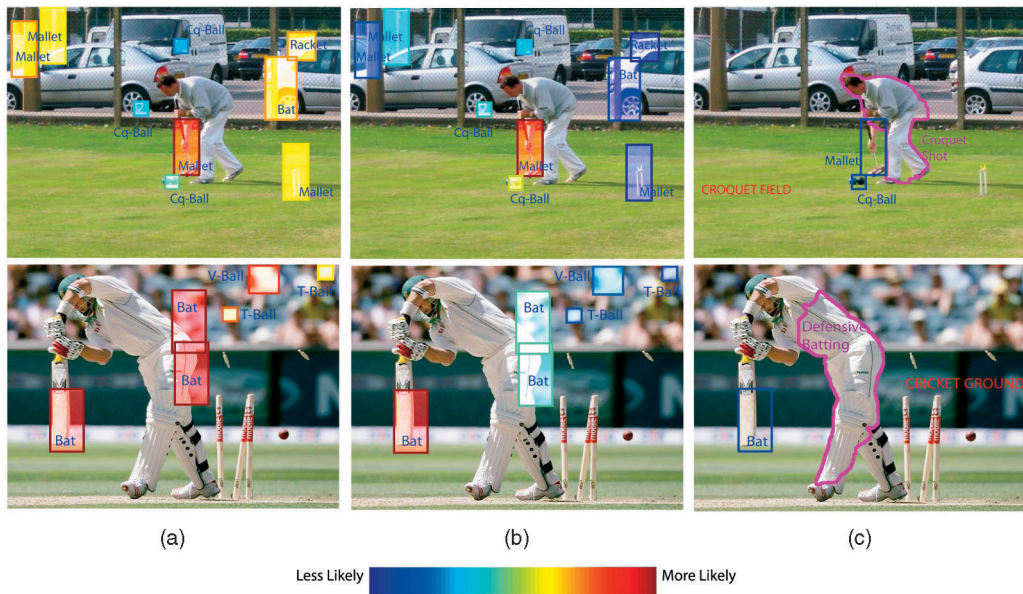 Mallet
Mallet
Cq-Ball
Racket
Bat
Cq-Ball
Mallet
Mallet
Cq-Ball
Mallet
Mallet
Cq-Ball
Racket
Bat
Cq-Ball
Mallet
Mallet
Cq-Ball
Croquet
Shot
Mallet
CROQUET FIELD
Cq-Ball
V-Ball
T-Ball
T-Ball
Bat
Bat
Bat
V-Ball
T-Ball
T-Ball
Bat
Bat
Bat
Defensive
Batting
CRICKET GROUND
Bat
(a) (b) (c)
Less Likely More Likely